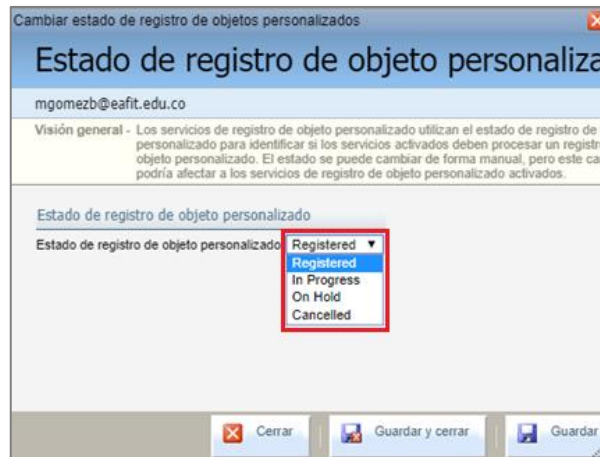 Cambiar estado de registro de objetos personalizados
Estado de registro de objeto personaliza
mgomezb@eafit.edu.co
Visión general - Los servicios de registro de objeto personalizado utilizan el estado de registro de
personalizado para identificar si los servicios activados deben procesar un registr
objeto personalizado. El estado se puede cambiar de forma manual, pero este ca
podría afectar a los servicios de registro de objeto personalizado activados.
Estado de registro de objeto personalizado
Estado de registro de objeto personalizado Registered
Registered
In Progress
On Hold
Cancelled
Cerrar Guardar y cerrar Guardar